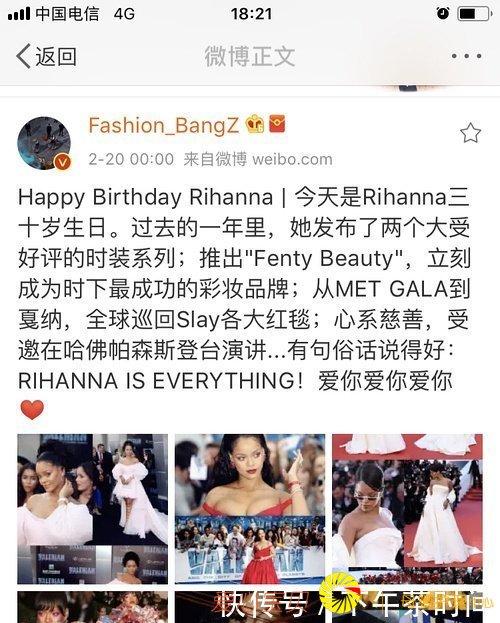 中国电信 4G 18:21
返回 微博正文
Fashion_BangZ
2-20 00:00 来自微博 weibo.com
Happy Birthday Rihanna | 今天是Rihanna三
十岁生日。过去的一年里，她发布了两个大受
好评的时装系列；推出"Fenty Beauty"，立刻
成为时下最成功的彩妆品牌；从MET GALA到
戛纳，全球巡回Slay各大红毯；心系慈善，受
邀在哈佛帕森斯登台演讲...有句俗话说得好：
RIHANNA IS EVERYTHING！爱你爱你爱你
VALERIAN
快传号 / 下午茶时间